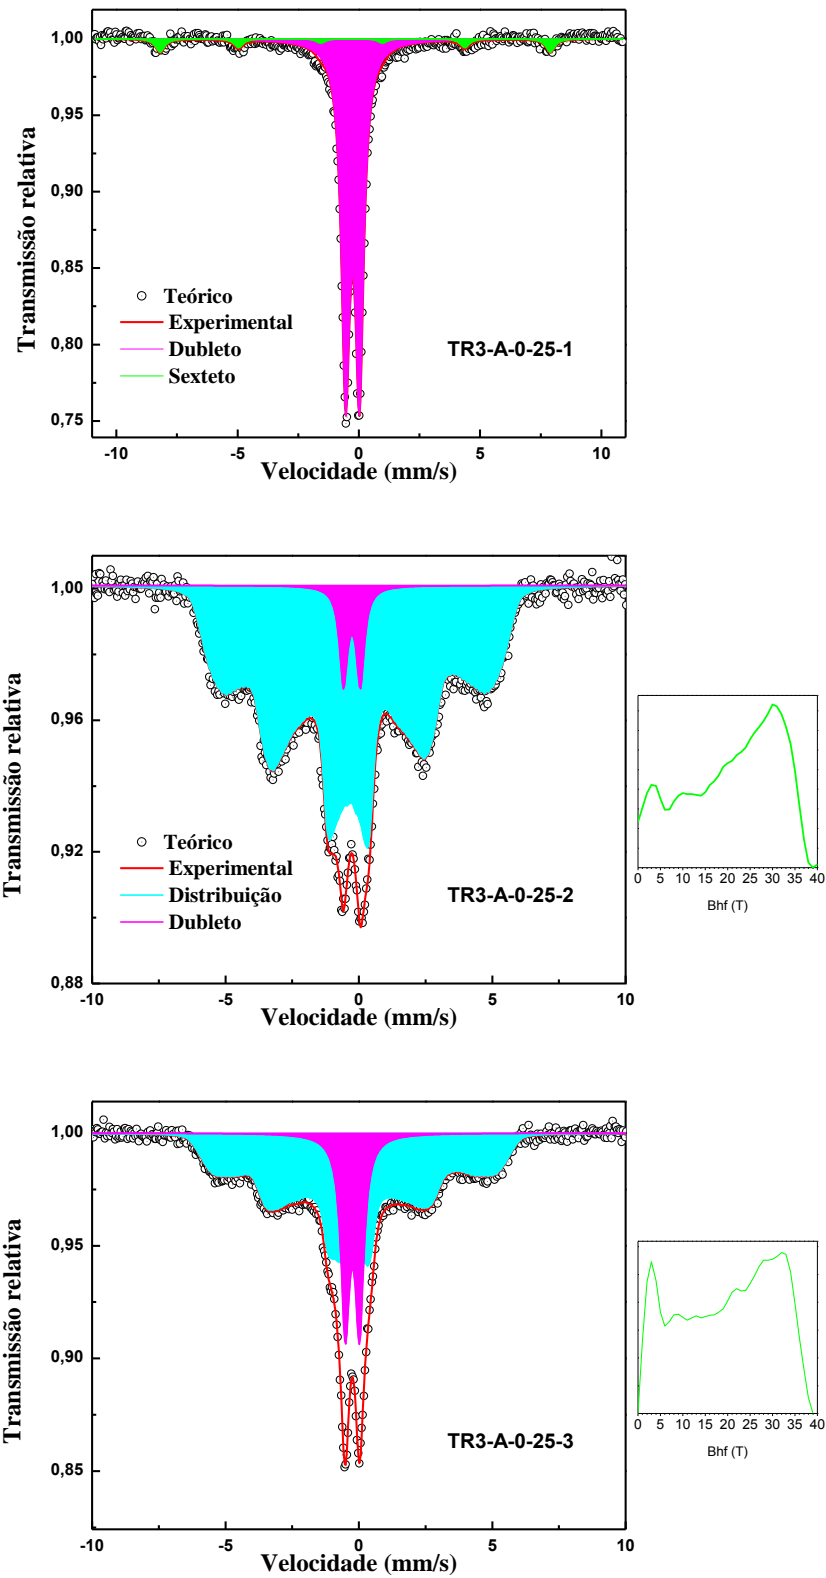 Transmissão relativa
1,00
0,95
0,90
0,85
0,80
0,75
Teórico
Experimental
Dubleto
Sexteto
TR3-A-0-25-1
-10 -5 0 5 10
Velocidade (mm/s)
Transmissão relativa
1,00
0,96
0,92
0,88
Teórico
Experimental
Distribuição
Dubleto
TR3-A-0-25-2
-10 -5 0 5 10
Velocidade (mm/s)
0 5 10 15 20 25 30 35 40
Bhf (T)
Transmissão relativa
1,00
0,95
0,90
0,85
TR3-A-0-25-3
-10 -5 0 5 10
Velocidade (mm/s)
0 5 10 15 20 25 30 35 40
Bhf (T)